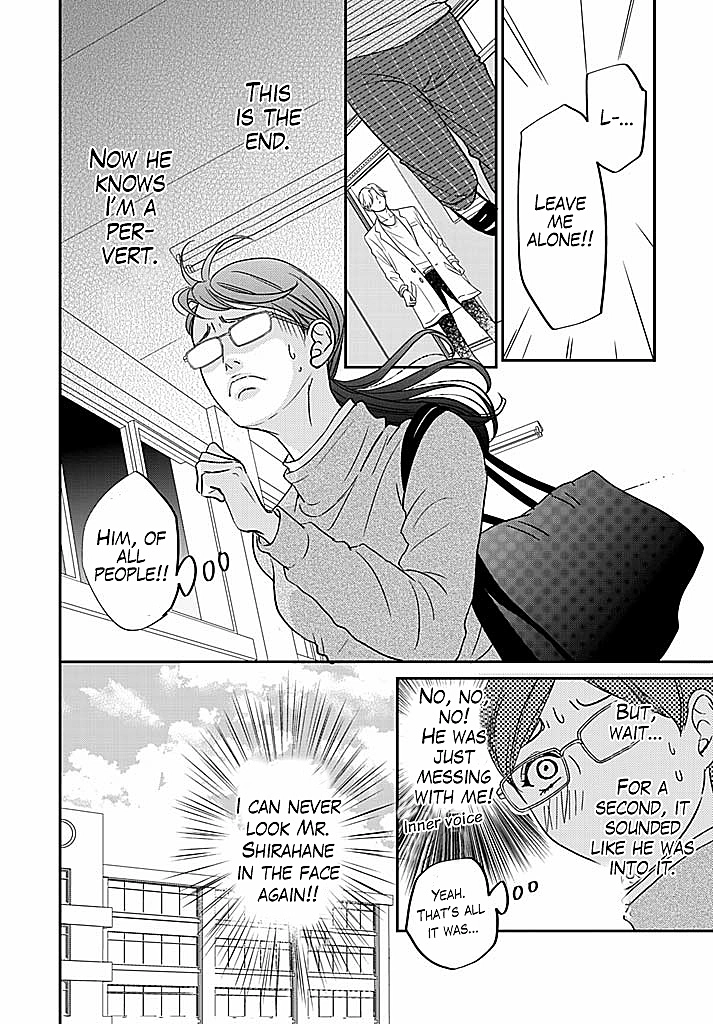 L-...
LEAVE
ME
ALONE!!
THIS
IS THE
END.
NOW HE
KNOWS
I'M A
PER-
VERT.
HIM, OF
ALL
PEOPLE!!
BUT,
WAIT...
FOR A
SECOND, IT
SOUNDED
LIKE HE WAS
INTO IT.
NO, NO
NO!
HE WAS
JUST
MESSING
WITH ME!
Inner voice
YEAH.
THAT'S ALL
IT WAS...
I CAN NEVER
LOOK MR.
SHIRAHANE
IN THE FACE
AGAIN!!